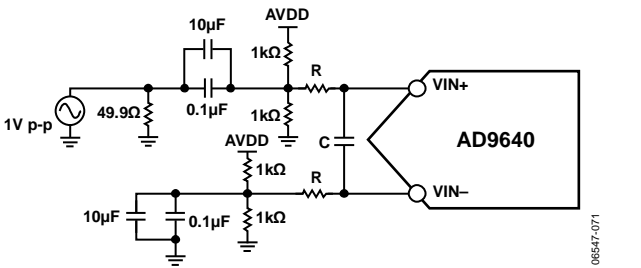 10µF
AVDD
1kΩ
R
VIN+
0.1µF
1kΩ
49.9Ω
1V p-p
AVDD
C
AD9640
1kΩ
R
VIN–
10µF
0.1µF
1kΩ
06547-071